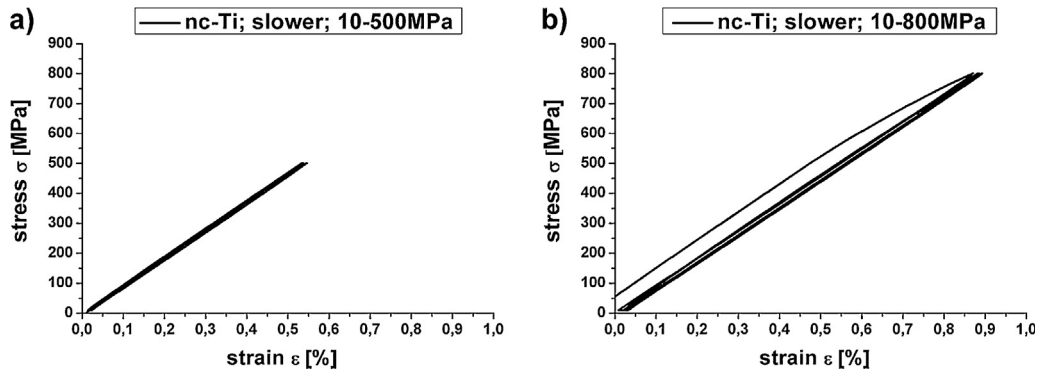 a)
nc-Ti; slower; 10-500MPa
900
800
700
600
500
400
300
200
100
0
stress σ [MPa]
0,0 0,1 0,2 0,3 0,4 0,5 0,6 0,7 0,8 0,9 1,0
strain ε [%]
b)
nc-Ti; slower; 10-800MPa
900
800
700
600
500
400
300
200
100
0
stress σ [MPa]
0,0 0,1 0,2 0,3 0,4 0,5 0,6 0,7 0,8 0,9 1,0
strain ε [%]